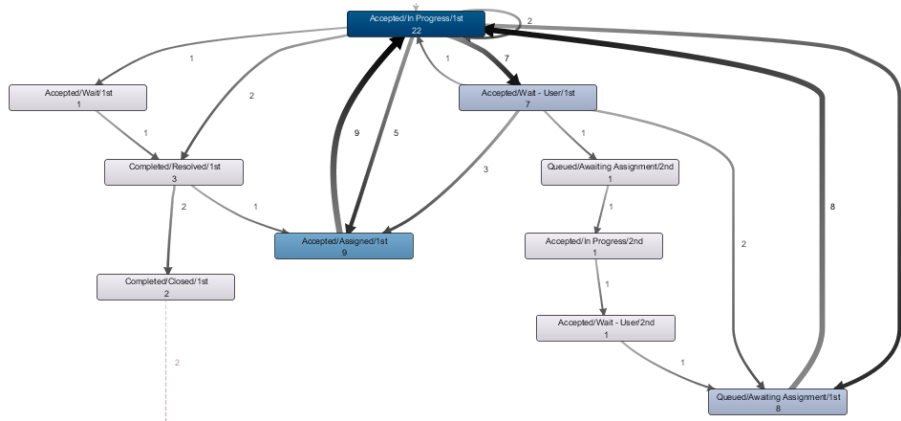 Accepted/In Progress/1st
22
2
1
1
7
Accepted/Wait/1st
1
2
Accepted/Wait - User/1st
7
1
9
5
1
Completed/Resolved/1st
3
3
Queued/Awaiting Assignment/2nd
1
2
1
1
8
Accepted/Assigned/1st
9
Accepted/In Progress/2nd
1
2
Completed/Closed/1st
2
1
Accepted/Wait - User/2nd
1
2
1
Queued/Awaiting Assignment/1st
8